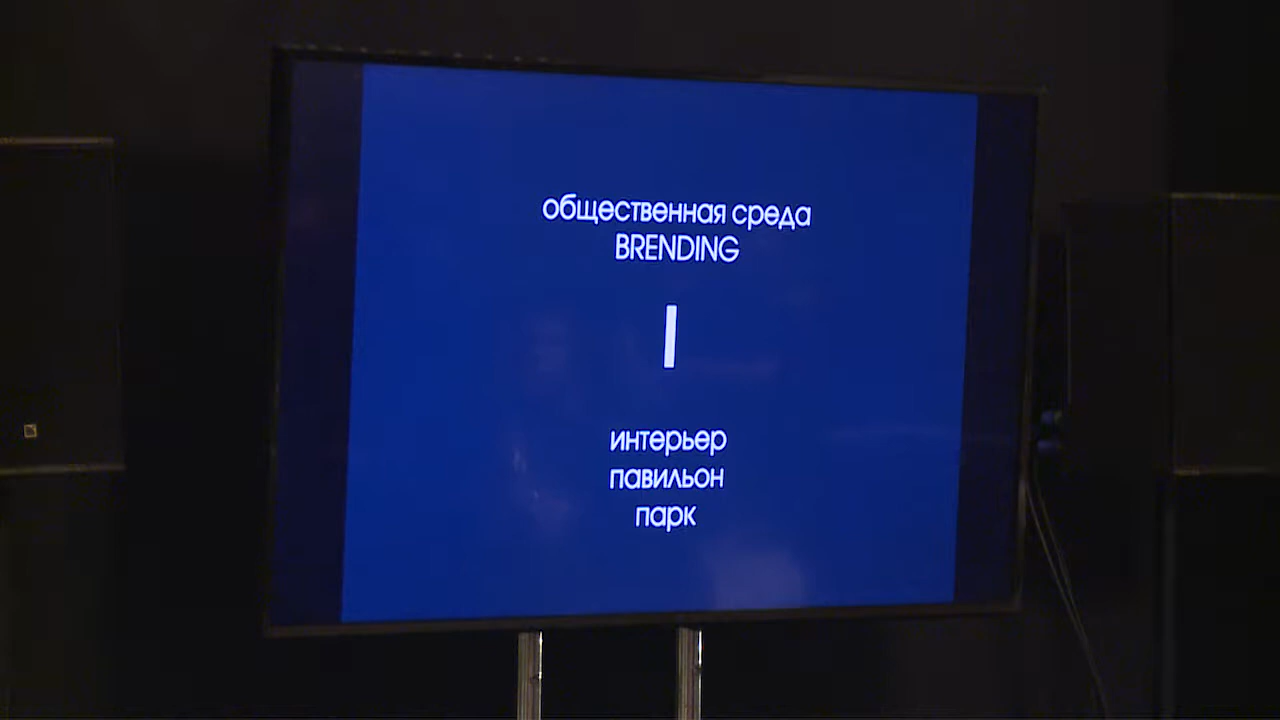 общественная среда
BRENDING
|
интерьер
павильон
парк